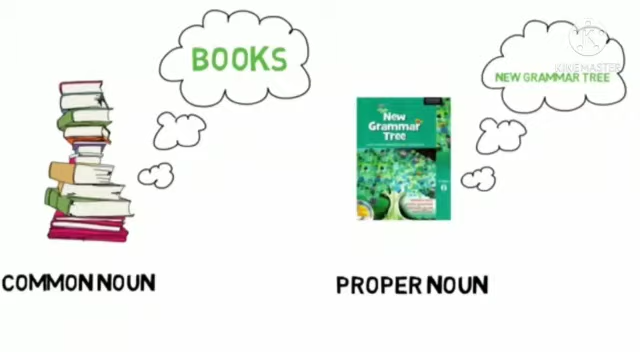 BOOKS
KINEMASTER
NEW GRAMMAR TREE
New
Grammar
Tree
6
COMMON NOUN
PROPER NOUN